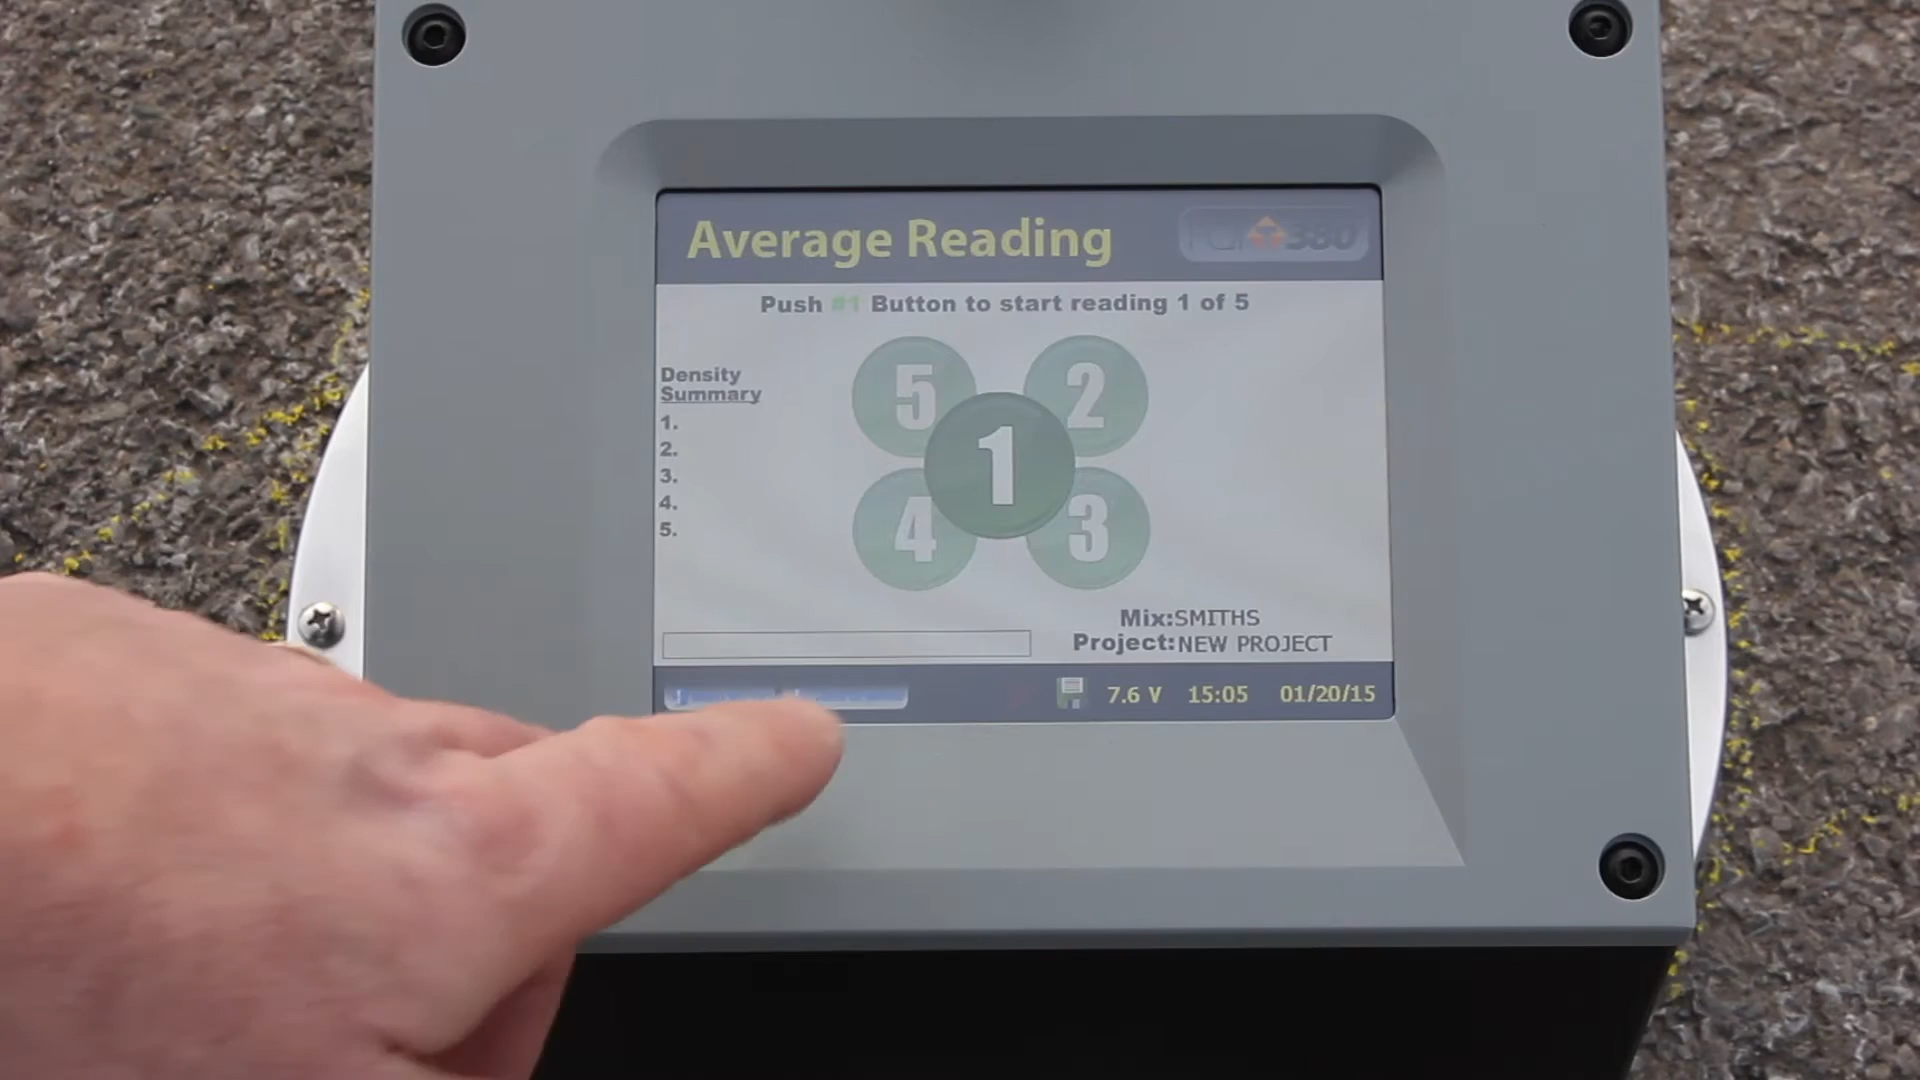 Average Reading
380
Push #1 Button to start reading 1 of 5
Density
Summary
1.
2.
3.
4.
5.
5
2
1
4
3
Mix:SMITHS
Project:NEW PROJECT
7.6 V 15:05 01/20/15